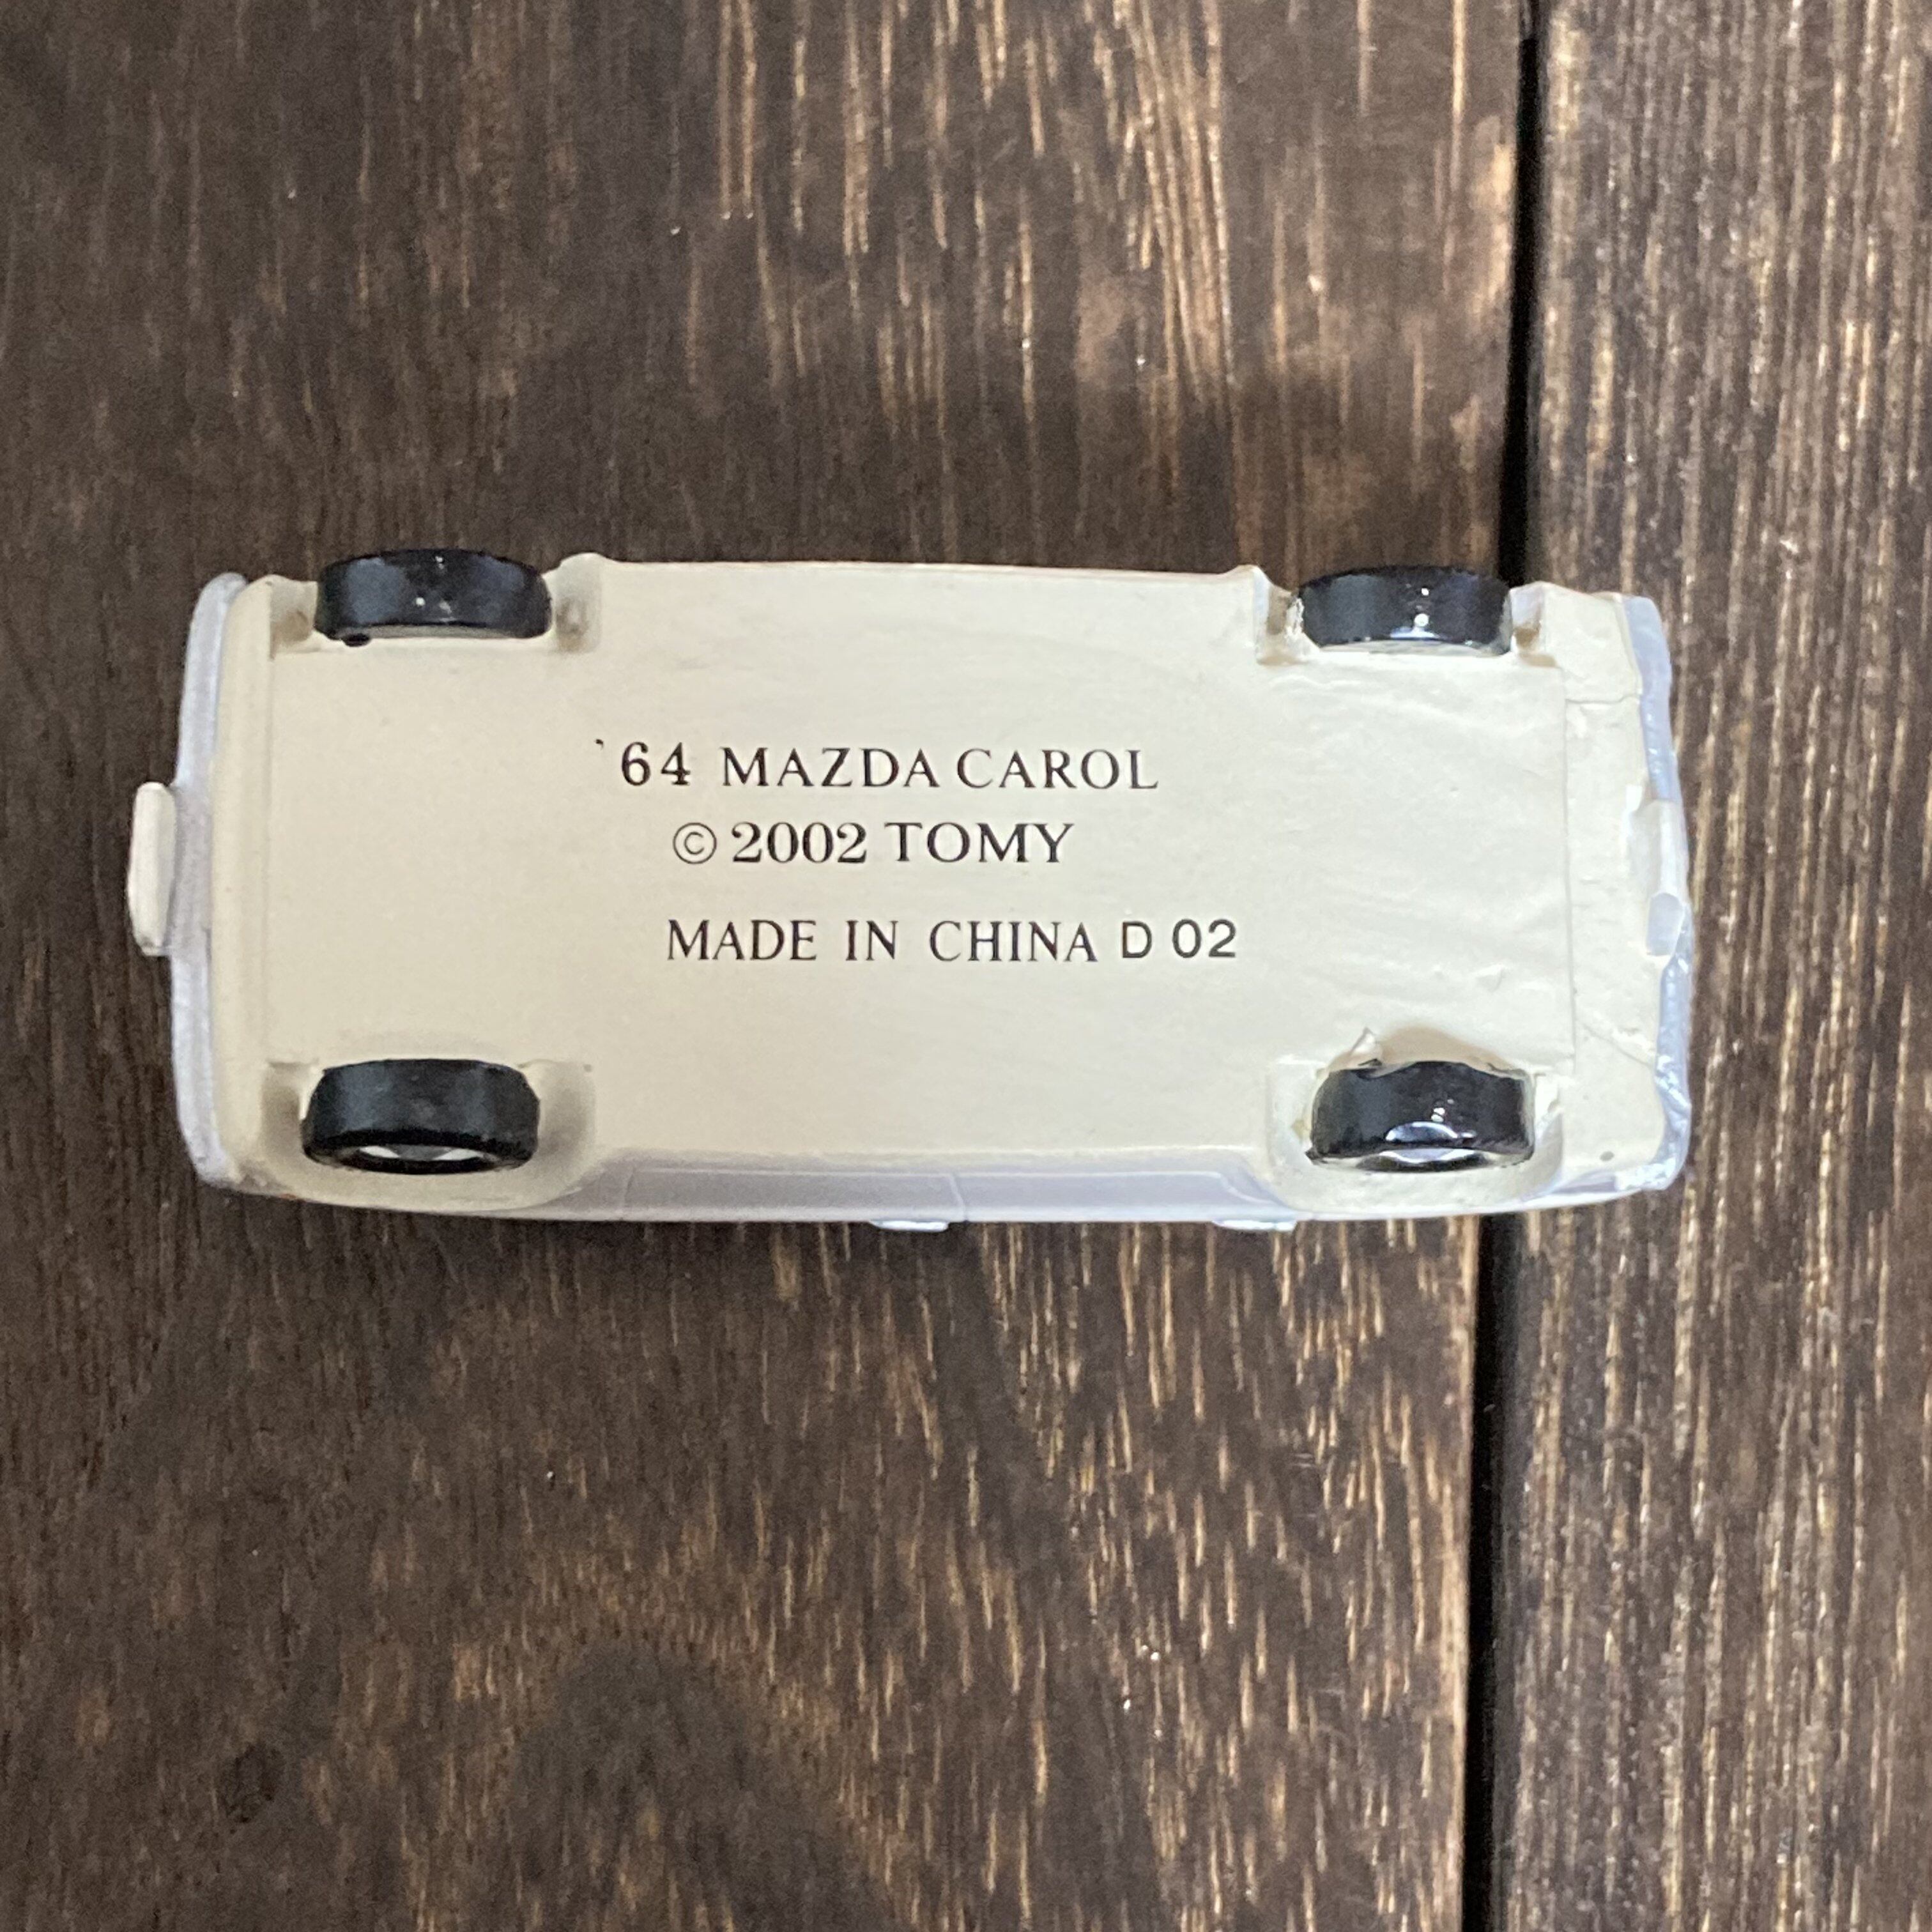 '64 MAZDA CAROL
© 2002 TOMY
MADE IN CHINA D 02